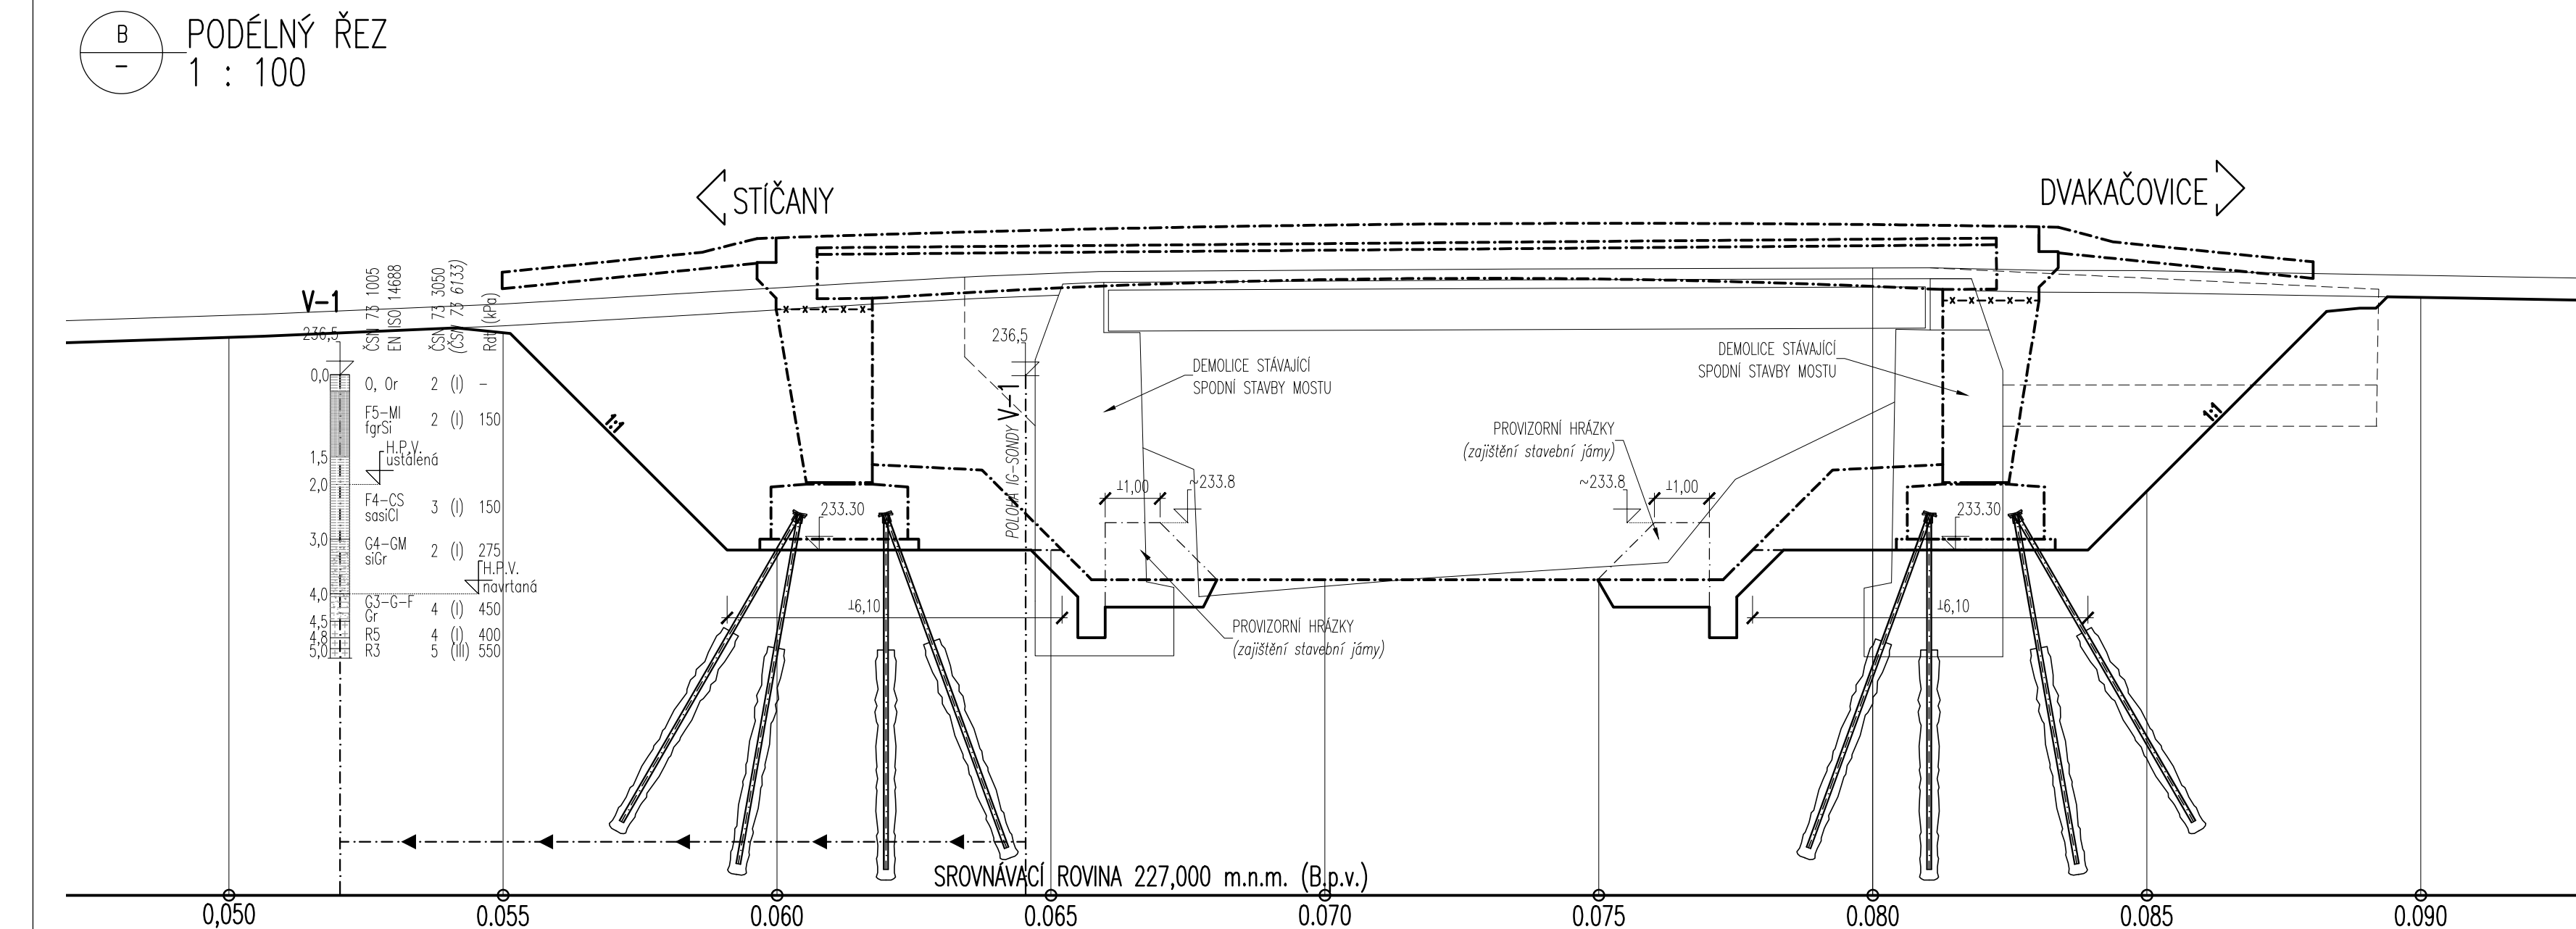 B
–
PODÉLNÝ ŘEZ
1 : 100
STÍČANY
DVAKAČOVICE
V–1
236,5
ČSN 73 1005
EN ISO 14688
ČSN 73 3050
(ČSN 73 6133)
Rdt (kPa)
0,0
O, Or 2 (I) –
F5–MI 2 (I) 150
fgrSi
H.P.V.
ustálená
1,5
2,0
F4–CS 3 (I) 150
sasiCl
3,0
G4–GM 2 (I) 275
siGr
H.P.V.
navrtaná
4,0
G3–G–F 4 (I) 450
Gr
4,5
4,8
R5 4 (I) 400
5,0
R3 5 (III) 550
1:1
233.30
⊥6,10
236,5
POLOHA IG–SONDY V–1
DEMOLICE STÁVAJÍCÍ
SPODNÍ STAVBY MOSTU
⊥1,00
~233.8
PROVIZORNÍ HRÁZKY
(zajištění stavební jámy)
DEMOLICE STÁVAJÍCÍ
SPODNÍ STAVBY MOSTU
PROVIZORNÍ HRÁZKY
(zajištění stavební jámy)
~233.8
⊥1,00
233.30
⊥6,10
1:1
SROVNÁVACÍ ROVINA 227,000 m.n.m. (B.p.v.)
0,050
0.055
0.060
0.065
0.070
0.075
0.080
0.085
0.090